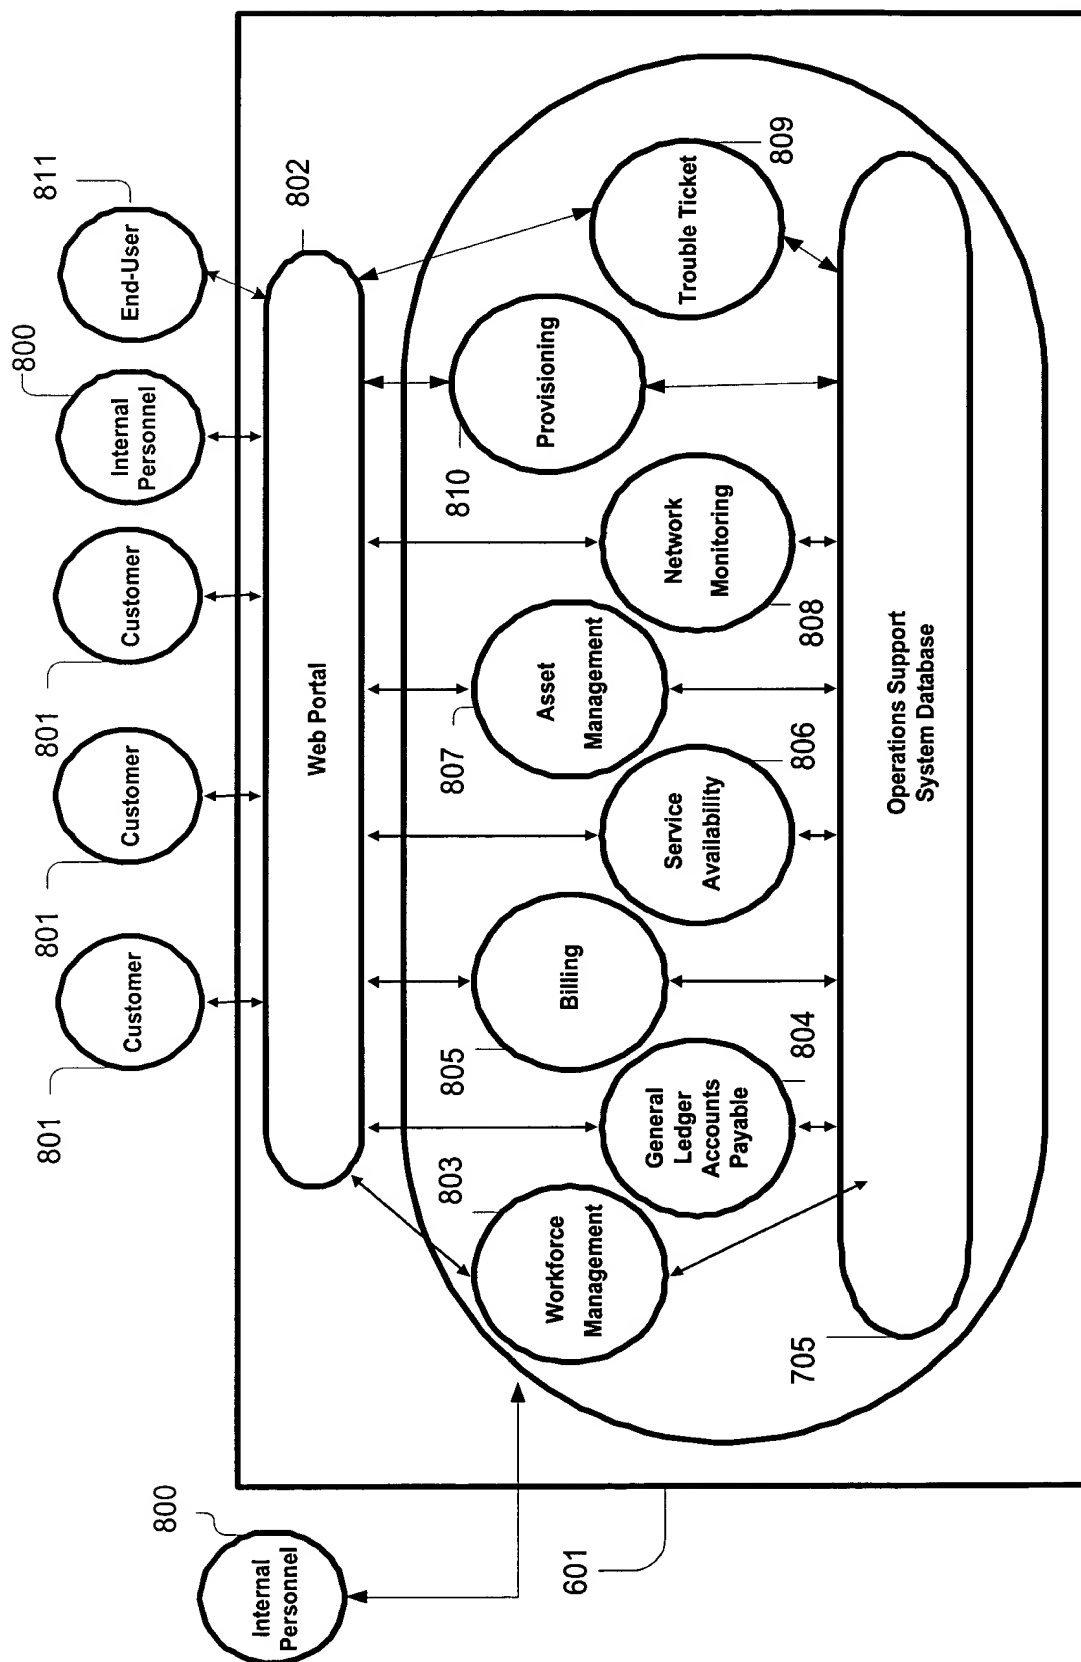 801
Customer
801
Customer
801
Customer
800
Internal
Personnel
811
End-User
800
Internal
Personnel
802
Web Portal
803
Workforce
Management
805
Billing
807
Asset
Management
810
Provisioning
General
Ledger
Accounts
Payable
804
Service
Availability
806
Network
Monitoring
808
Trouble Ticket
809
601
705
Operations Support
System Database